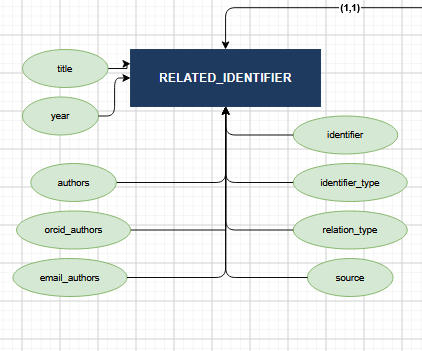 (1,1)
title
RELATED_IDENTIFIER
year
identifier
authors
identifier_type
orcid_authors
relation_type
email_authors
source